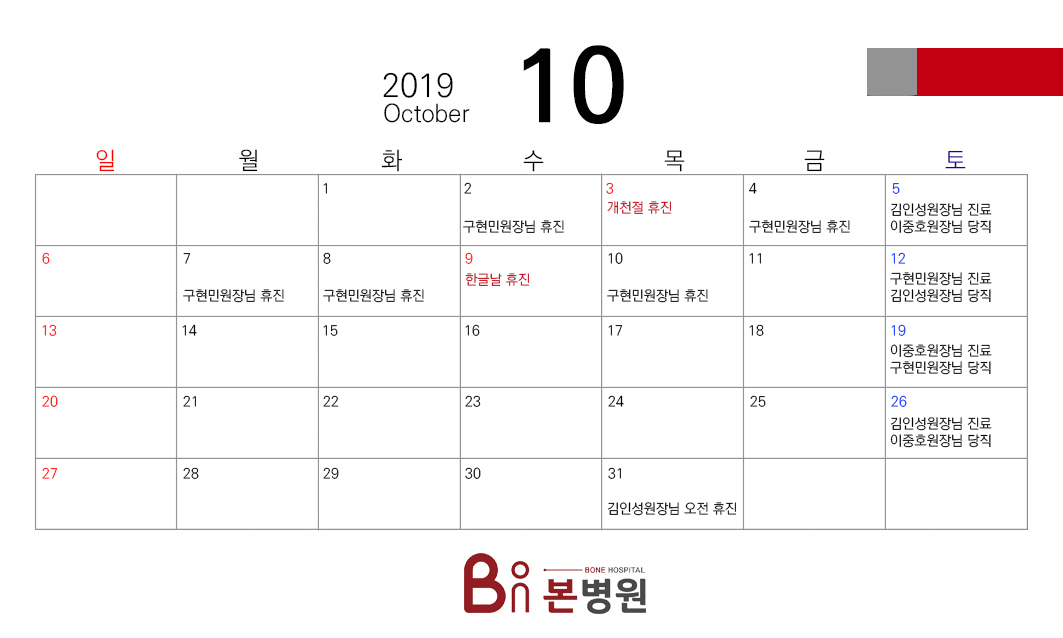 2019
October
10
일 월 화 수 목 금 토
1 2 3 4 5
개천절 휴진
김인성원장님 진료
구현민원장님 휴진 구현민원장님 휴진 이중호원장님 당직
6 7 8 9 10 11 12
한글날 휴진 구현민원장님 진료
구현민원장님 휴진 구현민원장님 휴진 구현민원장님 휴진 김인성원장님 당직
13 14 15 16 17 18 19
이중호원장님 진료
구현민원장님 당직
20 21 22 23 24 25 26
김인성원장님 진료
이중호원장님 당직
27 28 29 30 31
김인성원장님 오전 휴진
BONE HOSPITAL
Bon 본병원